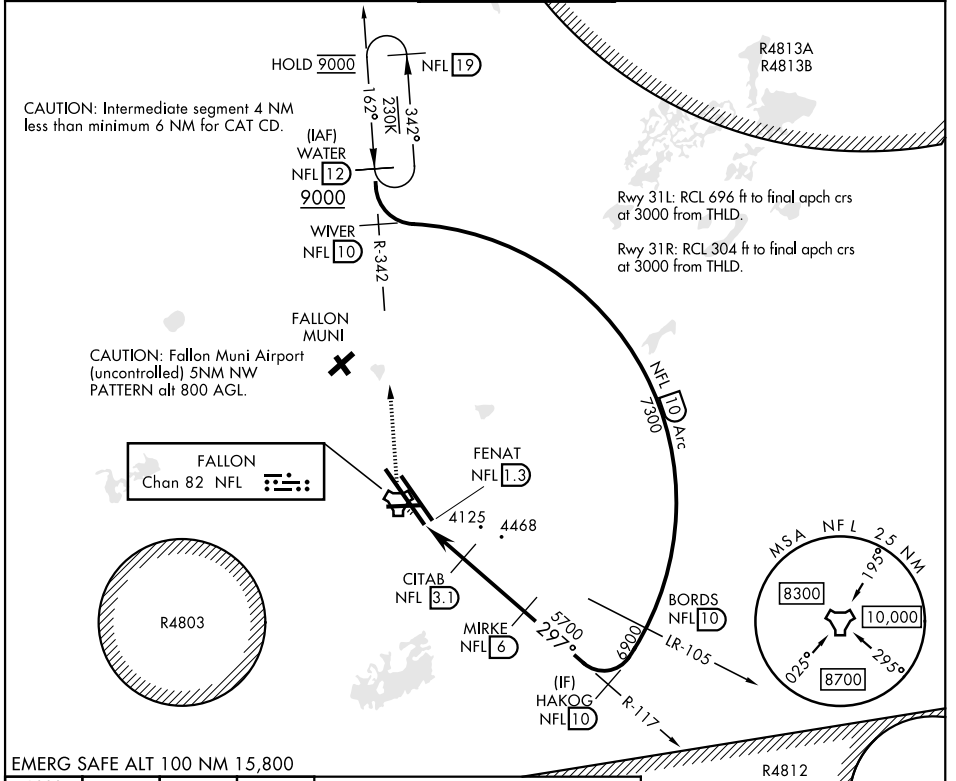 R4813A
R4813B
HOLD 9000
NFL 19
162°
230K
342°
CAUTION: Intermediate segment 4 NM
less than minimum 6 NM for CAT CD.
(IAF)
WATER
NFL 12
9000
WIVER
NFL 10
R-342
Rwy 31L: RCL 696 ft to final apch crs
at 3000 from THLD.
Rwy 31R: RCL 304 ft to final apch crs
at 3000 from THLD.
FALLON
MUNI
CAUTION: Fallon Muni Airport
(uncontrolled) 5NM NW
PATTERN alt 800 AGL.
NFL 10 Arc
7300
FALLON
Chan 82 NFL
FENAT
NFL 1.3
4125
4468
CITAB
NFL 3.1
MIRKE
NFL 6
5700
297°
6900
BORDS
NFL 10
LR-105
(IF)
HAKOG
NFL 10
R-117
R4803
MSA NFL 25 NM
195°
8300
10,000
025°
295°
8700
EMERG SAFE ALT 100 NM 15,800
R4812